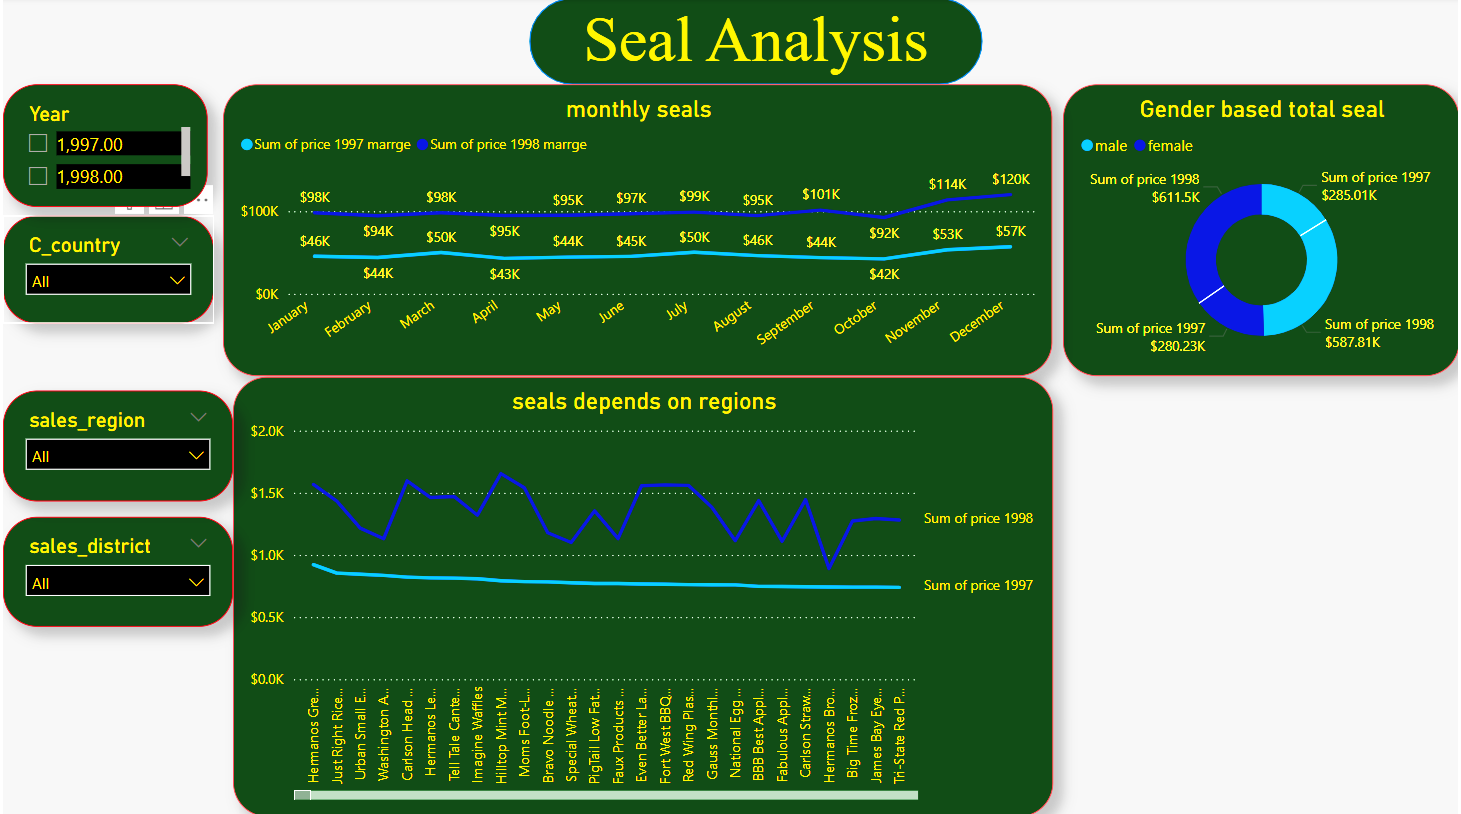 Seal Analysis
Year
1,997.00
1,998.00
C_country
All
sales_region
All
sales_district
All
monthly seals
Sum of price 1997 marrge Sum of price 1998 marrge
$98K $98K $95K $97K $99K $95K $101K $114K $120K
$100K
$94K $95K $92K
$46K $50K $44K $45K $50K $46K $44K $53K $57K
$44K $43K $42K
$0K
January February March April May June July August September October November December
Gender based total seal
male female
Sum of price 1998
$611.5K
Sum of price 1997
$285.01K
Sum of price 1997
$280.23K
Sum of price 1998
$587.81K
seals depends on regions
$2.0K
$1.5K
$1.0K
$0.5K
$0.0K
Sum of price 1998
Sum of price 1997
Hermanos Gre...
Just Right Rice...
Urban Small E...
Washington A...
Carlson Head ...
Hermanos Le...
Tell Tale Cante...
Imagine Waffles
Hilltop Mint M...
Moms Foot-L...
Bravo Noodle ...
Special Wheat...
PigTail Low Fat...
Faux Products ...
Even Better La...
Fort West BBQ...
Red Wing Plas...
Gauss Monthl...
National Egg ...
BBB Best Appl...
Fabulous Appl...
Carlson Straw...
Hermanos Bro...
Big Time Froz...
James Bay Eye...
Tri-State Red P...